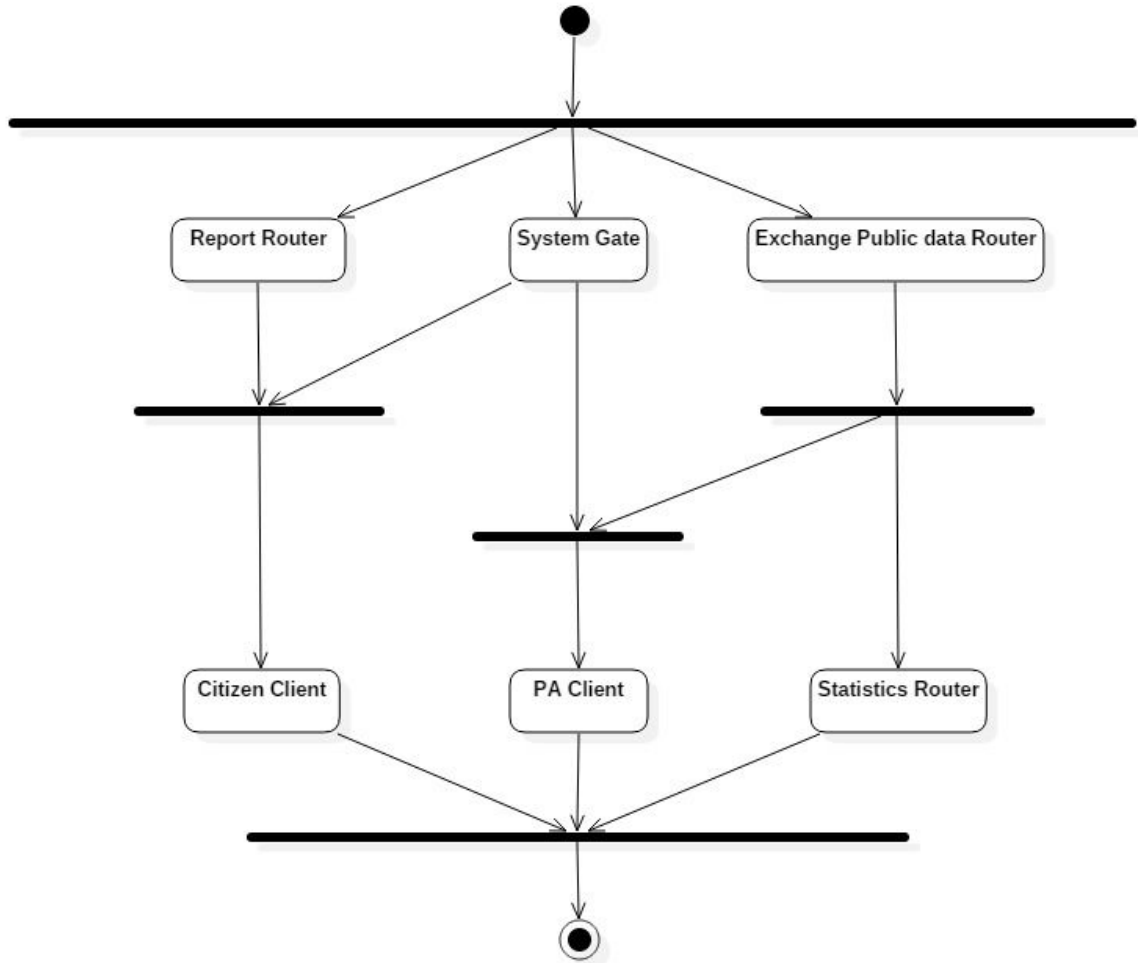 Report Router
System Gate
Exchange Public data Router
Citizen Client
PA Client
Statistics Router